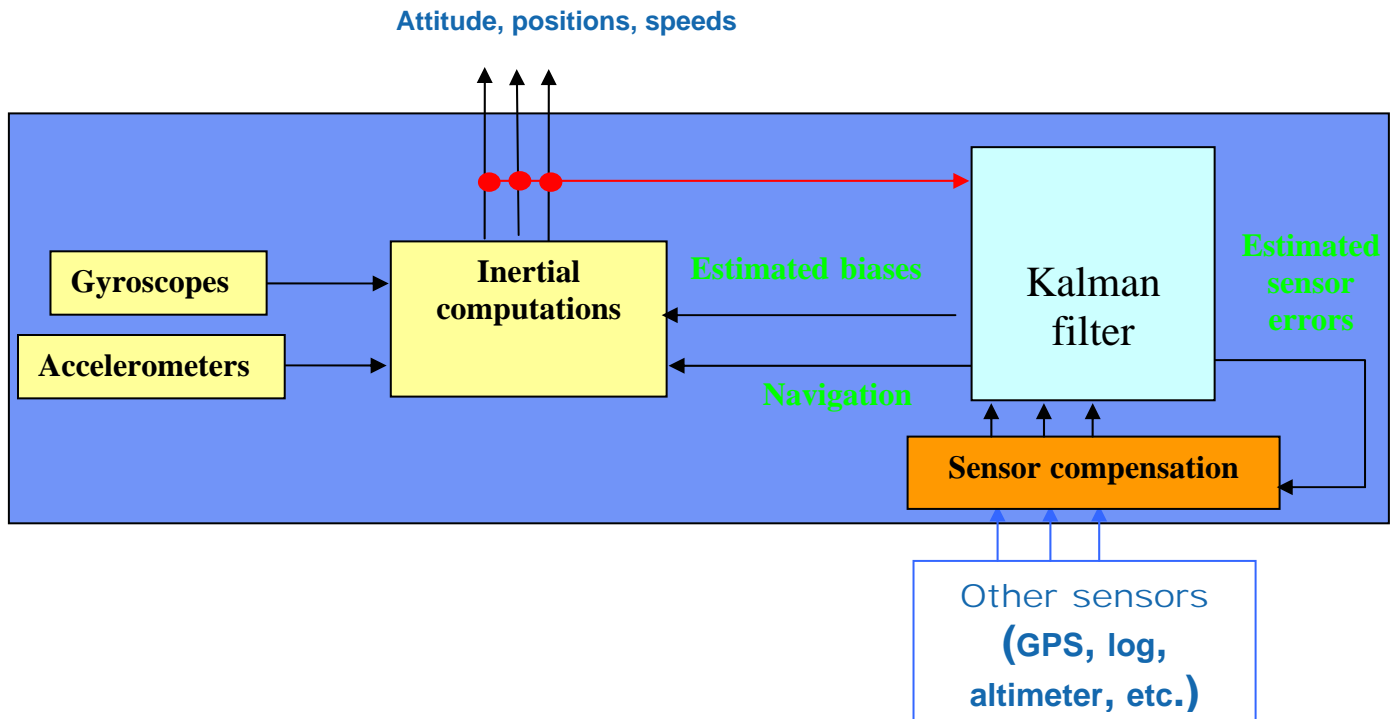 Attitude, positions, speeds
Gyroscopes
Accelerometers
Inertial
computations
Estimated biases
Navigation
Kalman
filter
Estimated
sensor
errors
Sensor compensation
Other sensors
(GPS, log,
altimeter, etc.)